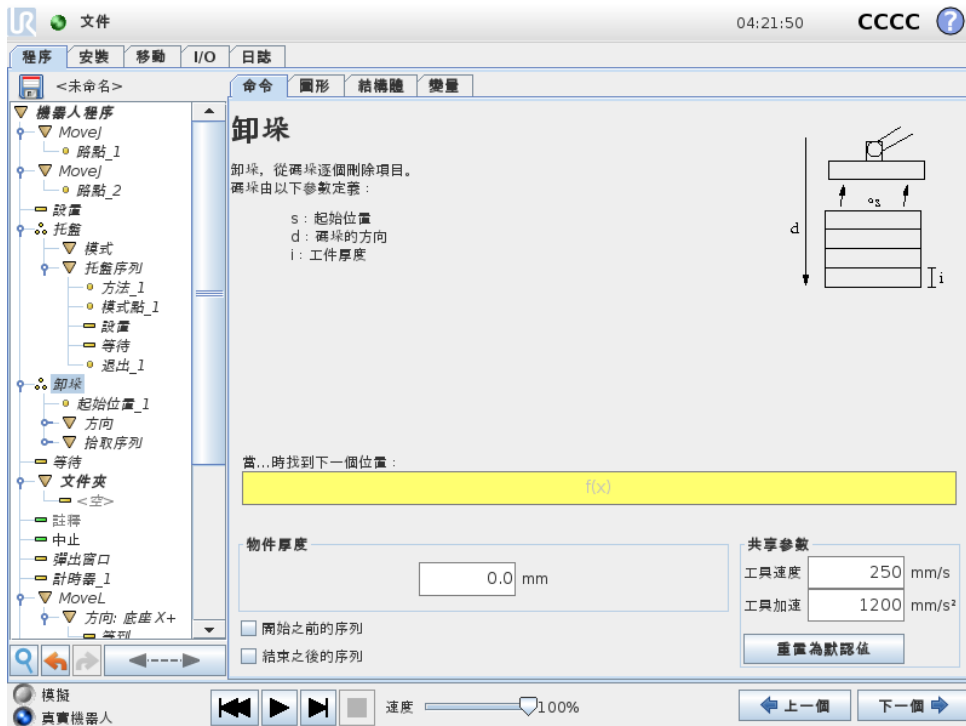 UR 文件 04:21:50 CCCC ?
程序 安裝 移動 I/O 日誌
<未命名>
命令 圖形 結構體 變量
機器人程序
MoveJ
路點_1
MoveJ
路點_2
設置
托盤
模式
托盤序列
方法_1
模式點_1
設置
等待
退出_1
卸垛
起始位置_1
方向
拾取序列
等待
文件夾
<空>
註釋
中止
彈出窗口
計時器_1
MoveL
方向: 底座 X+
等到
卸垛
卸垛, 從碼垛逐個刪除項目。
碼垛由以下參數定義：
s：起始位置
d：碼垛的方向
i：工件厚度
s
d
i
當...時找到下一個位置：
f(x)
物件厚度
0.0 mm
開始之前的序列
結束之後的序列
共享參數
工具速度 250 mm/s
工具加速 1200 mm/s²
重置為默認值
模擬
真實機器人
速度 100%
上一個 下一個